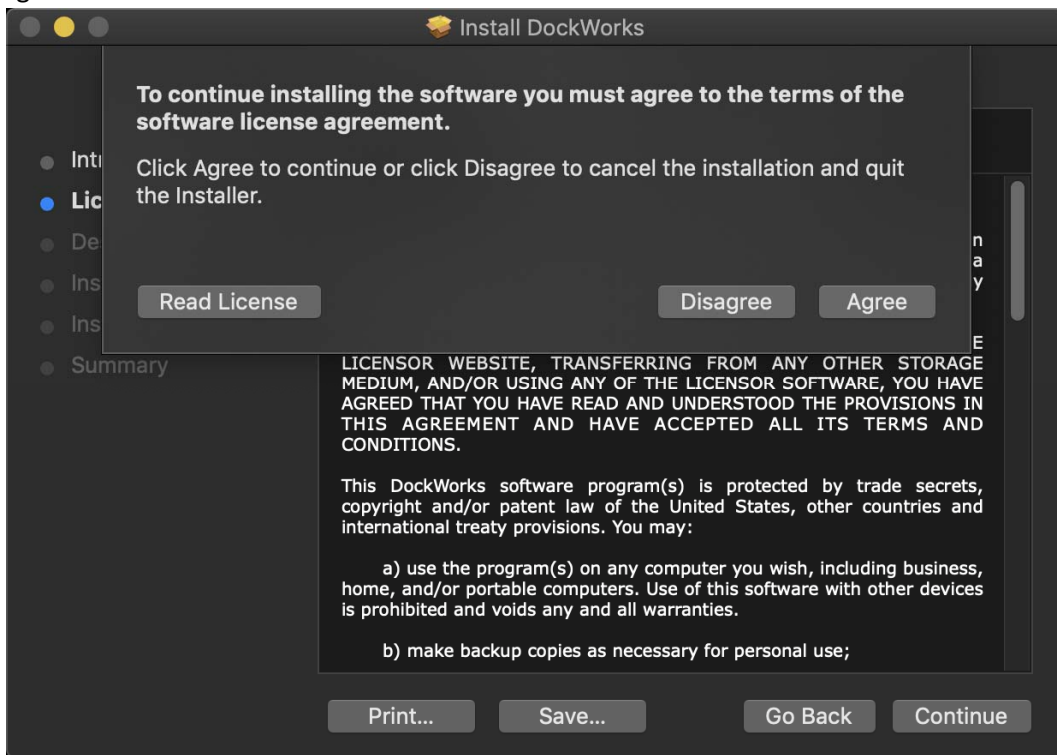 Install DockWorks
To continue installing the software you must agree to the terms of the
software license agreement.
Click Agree to continue or click Disagree to cancel the installation and quit
the Installer.
Read License
Disagree
Agree
Summary
LICENSOR WEBSITE, TRANSFERRING FROM ANY OTHER STORAGE
MEDIUM, AND/OR USING ANY OF THE LICENSOR SOFTWARE, YOU HAVE
AGREED THAT YOU HAVE READ AND UNDERSTOOD THE PROVISIONS IN
THIS AGREEMENT AND HAVE ACCEPTED ALL ITS TERMS AND
CONDITIONS.
This DockWorks software program(s) is protected by trade secrets,
copyright and/or patent law of the United States, other countries and
international treaty provisions. You may:
a) use the program(s) on any computer you wish, including business,
home, and/or portable computers. Use of this software with other devices
is prohibited and voids any and all warranties.
b) make backup copies as necessary for personal use;
Print...
Save...
Go Back
Continue